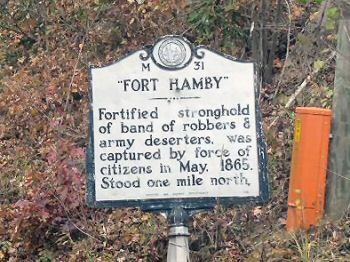 M 31
"FORT HAMBY"
Fortified stronghold
of band of robbers &
army deserters, was
captured by force of
citizens in May, 1865.
Stood one mile north.